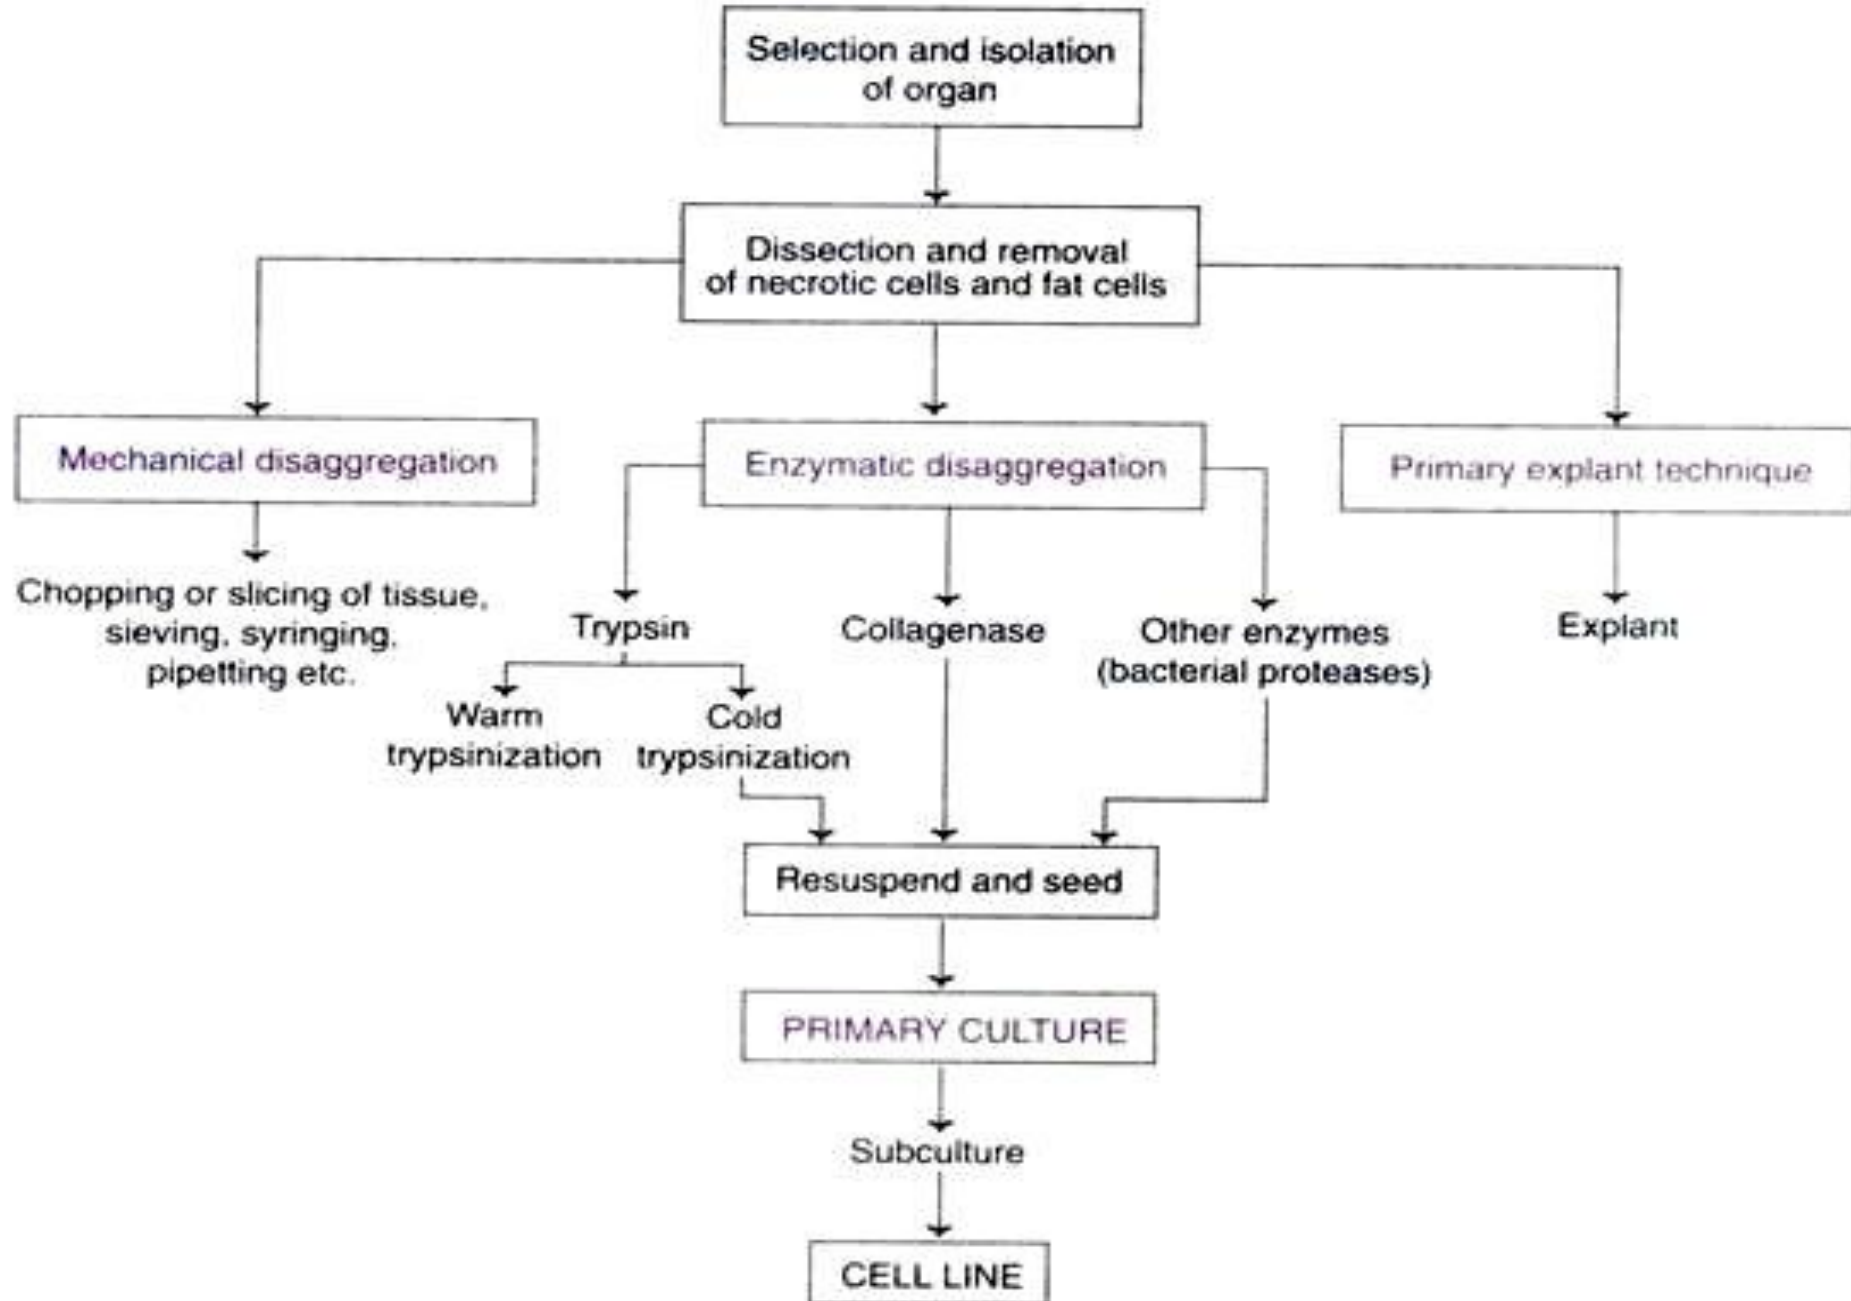 Selection and isolation
of organ
Dissection and removal
of necrotic cells and fat cells
Mechanical disaggregation
Enzymatic disaggregation
Primary explant technique
Chopping or slicing of tissue,
sieving, syringing,
pipetting etc.
Trypsin
Collagenase
Other enzymes
(bacterial proteases)
Explant
Warm
trypsinization
Cold
trypsinization
Resuspend and seed
PRIMARY CULTURE
Subculture
CELL LINE